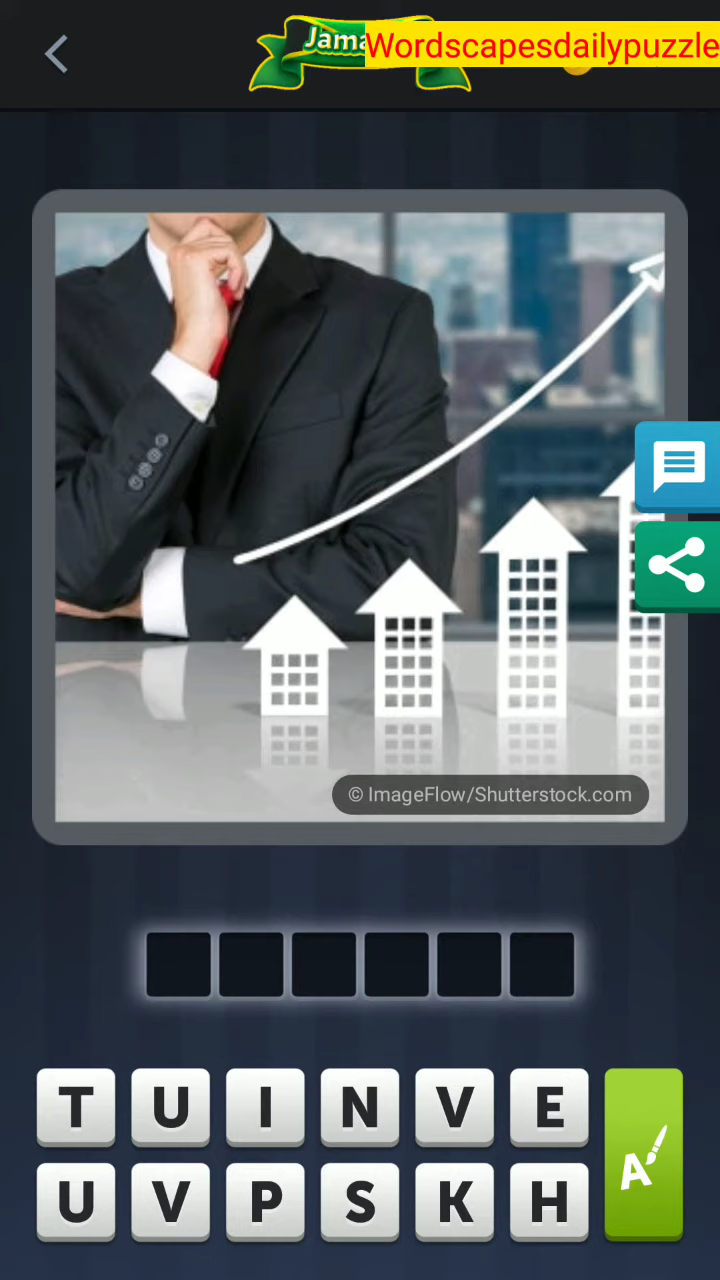 Jama
Wordscapesdailypuzzle
© ImageFlow/Shutterstock.com
T U I N V E
U V P S K H
A